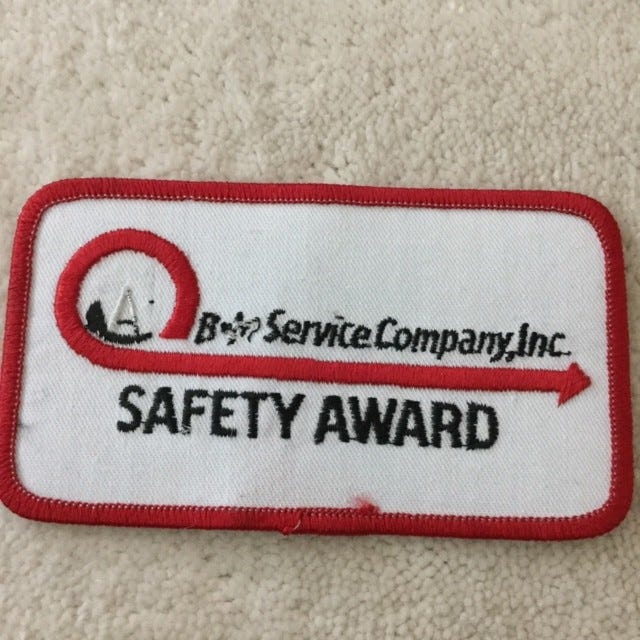 A
Service Company, Inc.
SAFETY AWARD